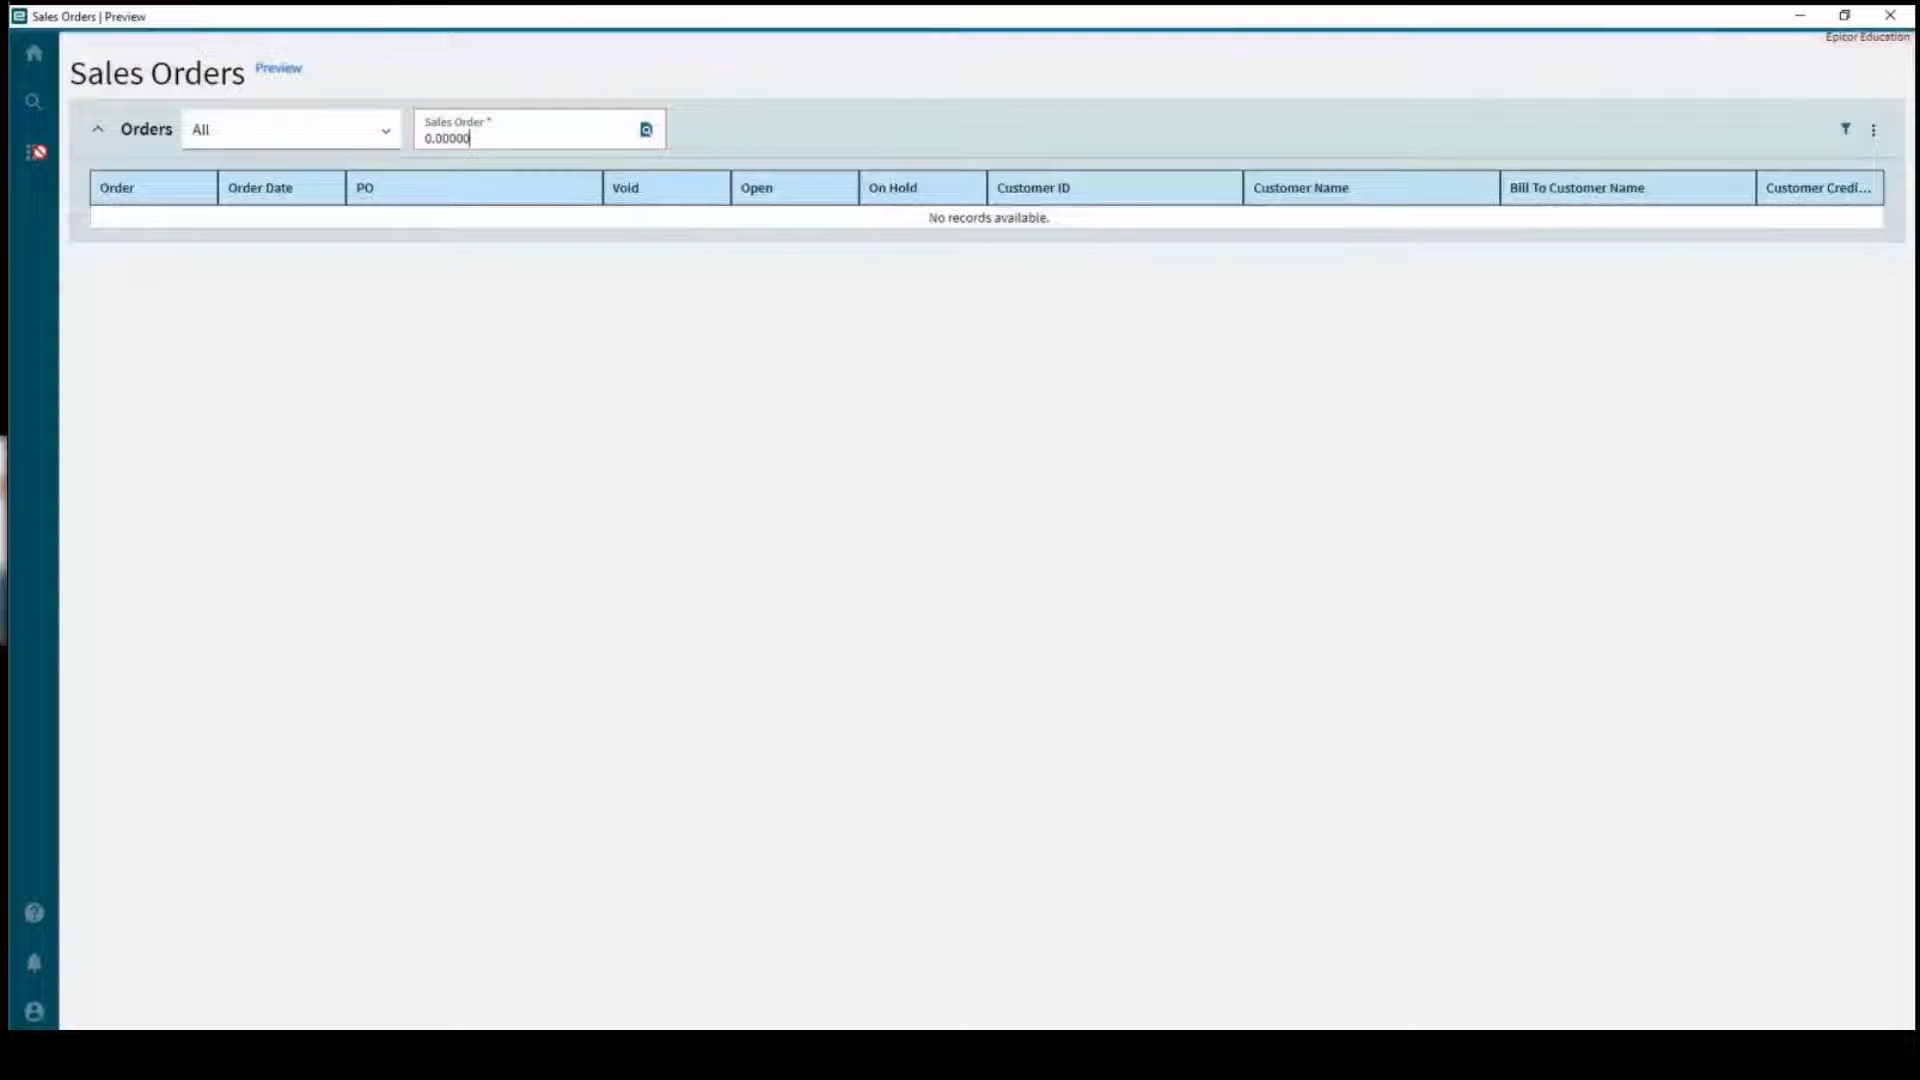 Sales Orders | Preview
Epicor Education
Sales Orders Preview
Orders All Sales Order *
0.00000
Order Order Date PO Void Open On Hold Customer ID Customer Name Bill To Customer Name Customer Credi...
No records available.